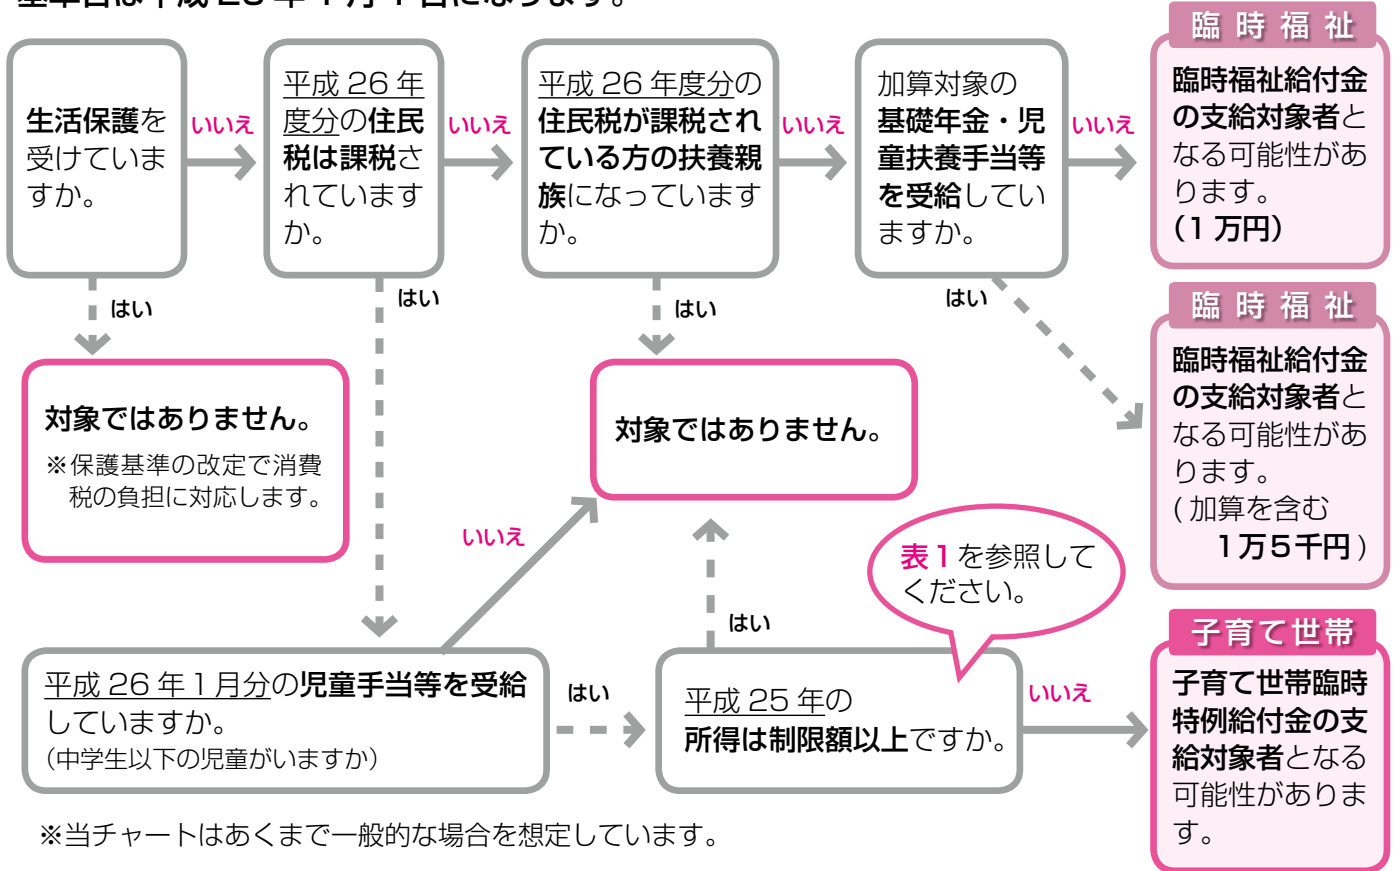 生活保護を
受けていま
すか。
いいえ
はい
平成 26 年
度分の住民
税は課税さ
れています
か。
いいえ
はい
平成 26 年度分の
住民税が課税され
ている方の扶養親
族になっています
か。
いいえ
はい
加算対象の
基礎年金・児
童扶養手当等
を受給してい
ますか。
いいえ
はい
臨時福祉
臨時福祉給付金
の支給対象者と
なる可能性があ
ります。
(1 万円)
臨時福祉
臨時福祉給付金
の支給対象者と
なる可能性があ
ります。
( 加算を含む
1万5千円 )
対象ではありません。
※保護基準の改定で消費
税の負担に対応します。
対象ではありません。
いいえ
表1を参照して
ください。
はい
平成 26 年 1 月分の児童手当等を受給
していますか。
(中学生以下の児童がいますか)
はい
平成 25 年の
所得は制限額以上ですか。
いいえ
子育て世帯
子育て世帯臨時
特例給付金の支
給対象者となる
可能性がありま
す。
※当チャートはあくまで一般的な場合を想定しています。